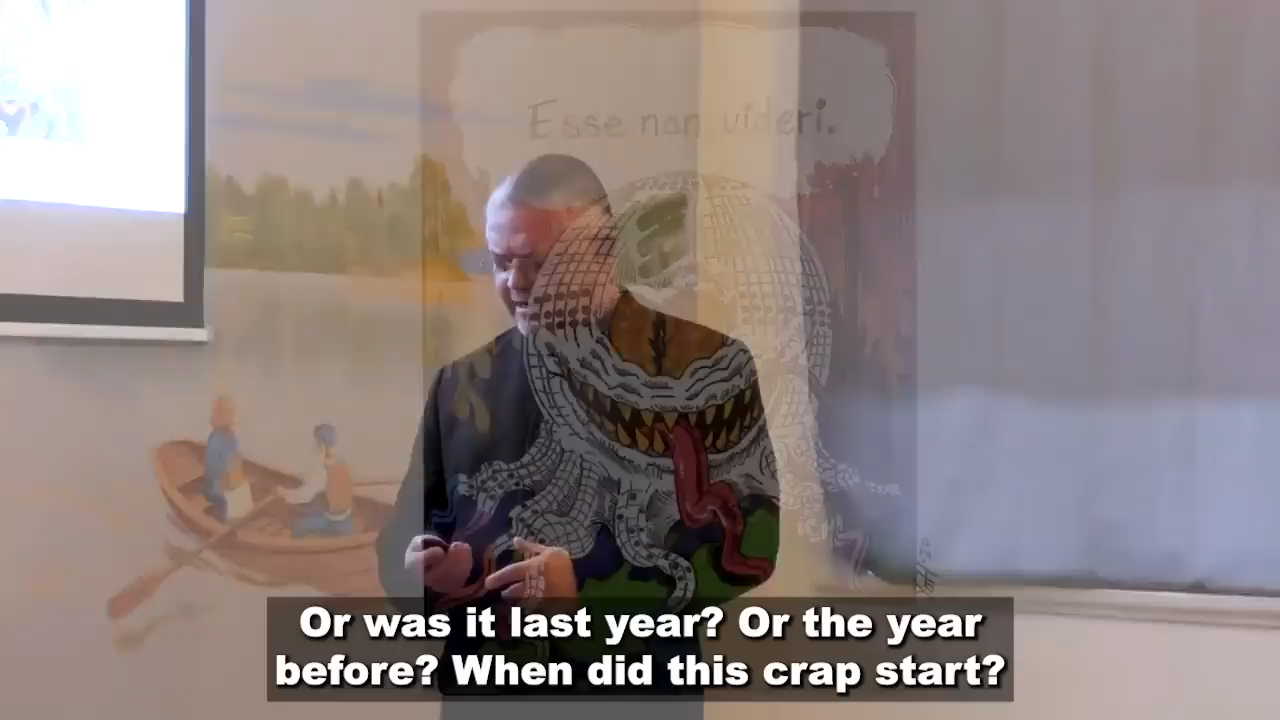 Esse non videri.
Or was it last year? Or the year
before? When did this crap start?